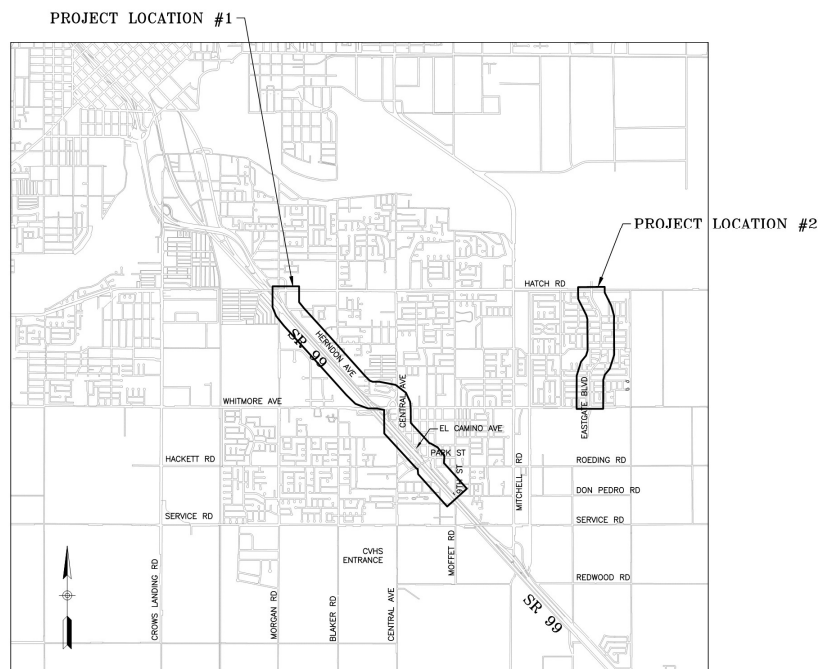 PROJECT LOCATION #1
PROJECT LOCATION #2
HATCH RD
HERNDON AVE
SR 99
WHITMORE AVE
CENTRAL AVE
EASTGATE BLVD
EL CAMINO AVE
PARK ST
HACKETT RD
9TH ST.
MITCHELL RD
ROEDING RD
DON PEDRO RD
SERVICE RD
SERVICE RD
CVHS
ENTRANCE
MOFFET RD
REDWOOD RD
CROWS LANDING RD
MORGAN RD
BLAKER RD
CENTRAL AVE
SR 99